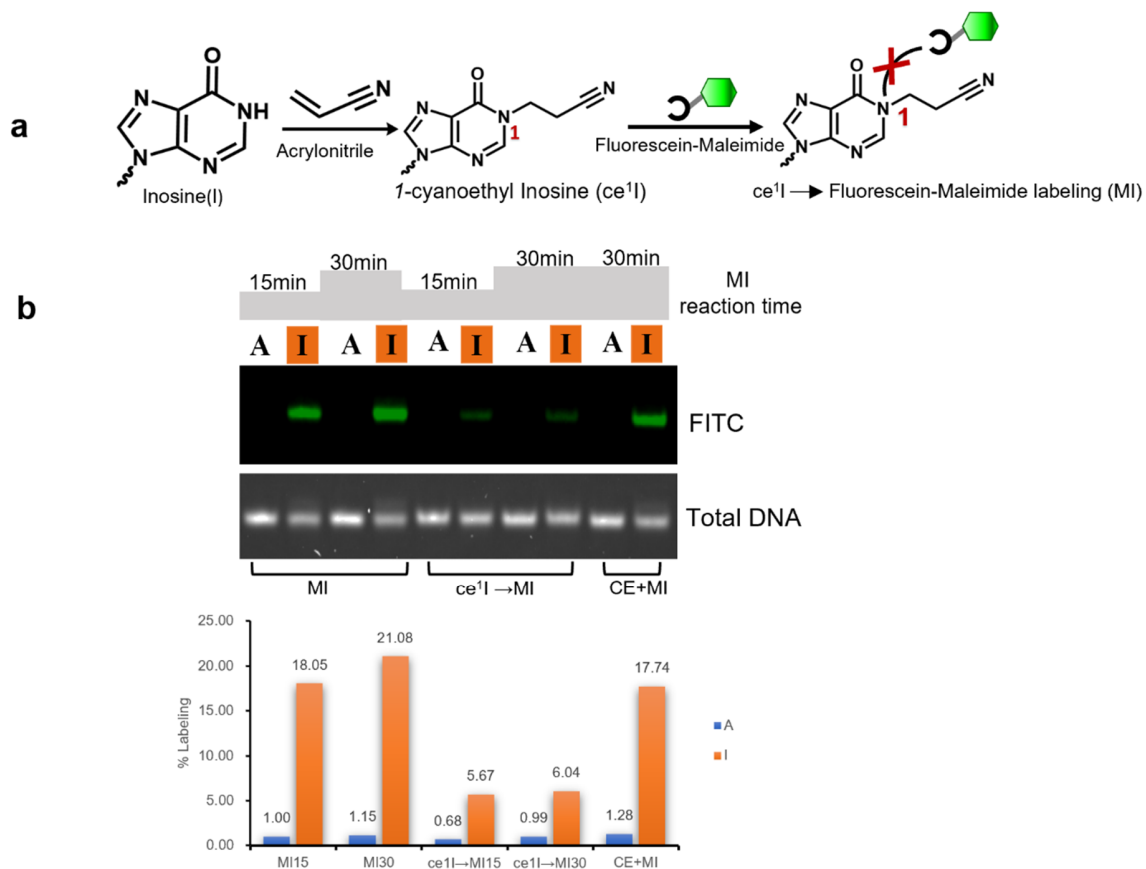 a
O
N
NH
N
N
Inosine(I)
N
Acrylonitrile
O
N
N
N
N
N
1
1-cyanoethyl Inosine (ce¹I)
Fluorescein-Maleimide
O
N
N
N
N
N
1
ce¹I → Fluorescein-Maleimide labeling (MI)
b
15min
30min
15min
30min
30min
MI
reaction time
A I A I A I A I A I
FITC
Total DNA
MI
ce¹I →MI
CE+MI
% Labeling
25.00
20.00
15.00
10.00
5.00
0.00
1.00
18.05
1.15
21.08
0.68
5.67
0.99
6.04
1.28
17.74
MI15
MI30
ce1I→MI15
ce1I→MI30
CE+MI
A
I